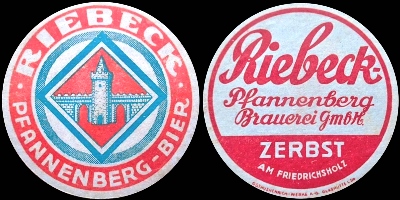 RIEBECK
PFANNENBERG-BIER
Riebeck
Pfannenberg
Brauerei GmbH.
ZERBST
AM FRIEDRICHSHOLZ